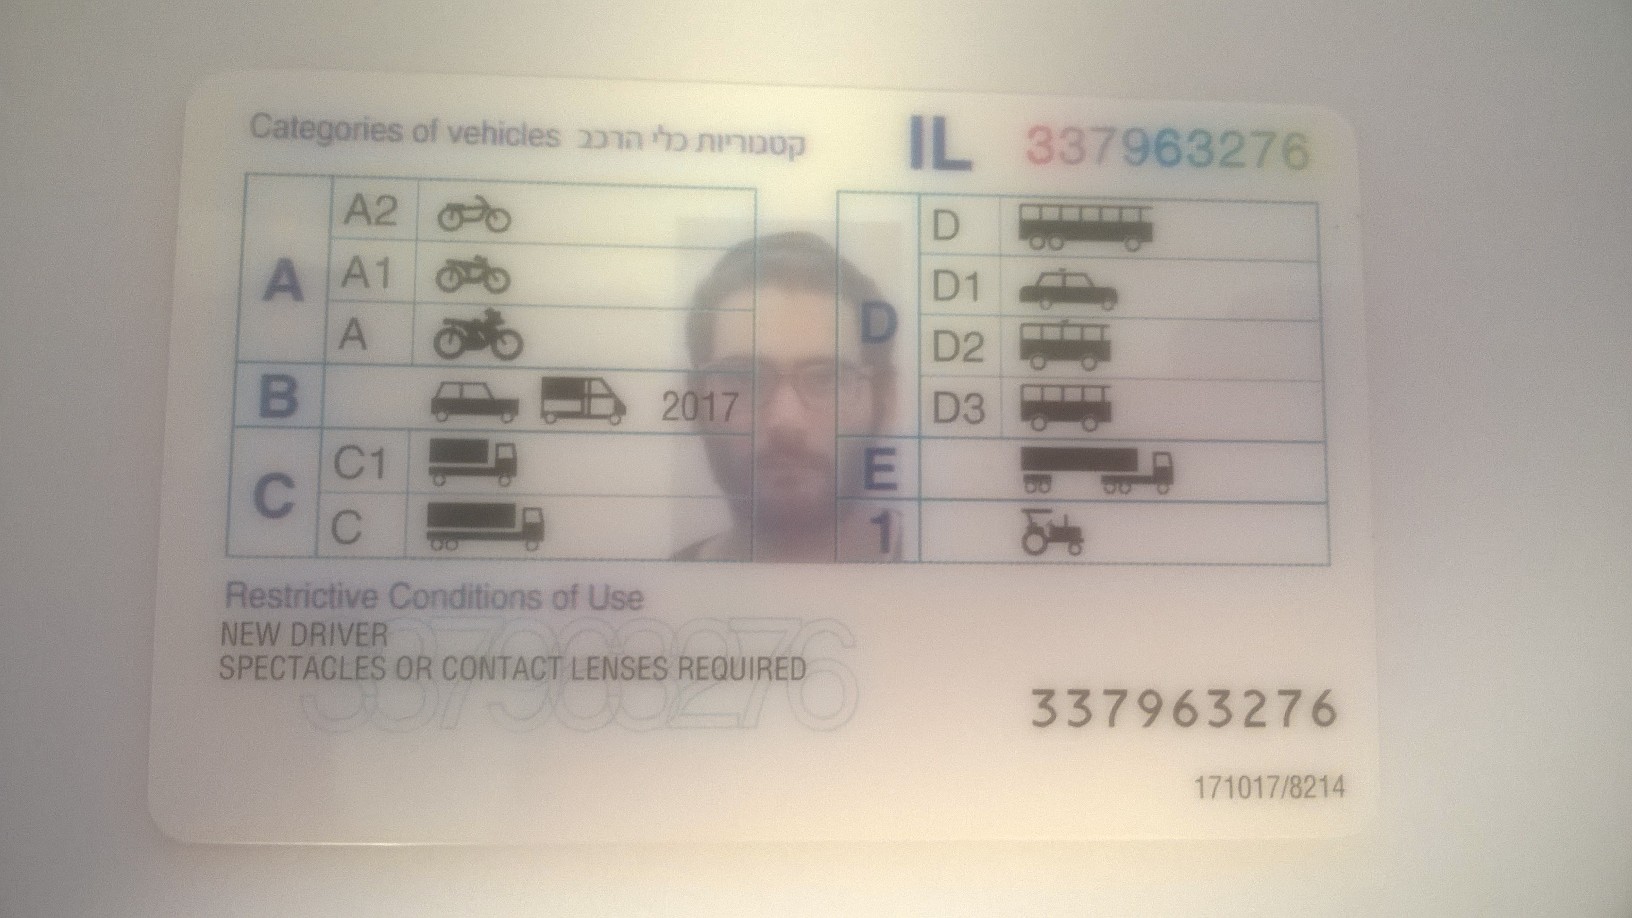 Categories of vehicles קטגוריות כלי הרכב
IL 337963276
A
A2
A1
A
B 2017
C
C1
C
D
D
D1
D2
D3
E
1
Restrictive Conditions of Use
NEW DRIVER
SPECTACLES OR CONTACT LENSES REQUIRED
337963276
337963276
171017/8214